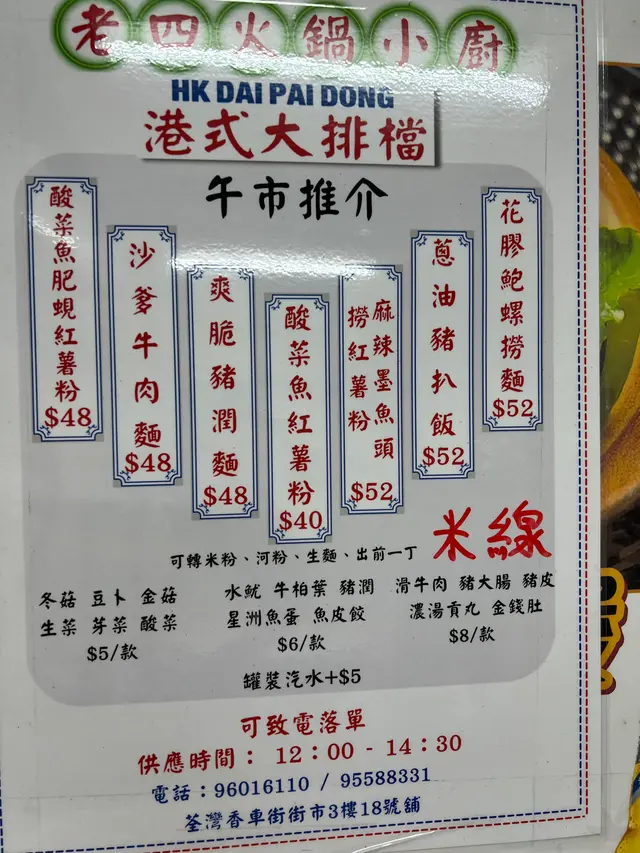 老四火鍋小廚
HK DAI PAI DONG
港式大排檔
午市推介
酸菜魚肥蜆紅薯粉
$48
沙爹牛肉麵
$48
爽脆豬潤麵
$48
酸菜魚紅薯粉
$40
麻辣墨魚頭
撈紅薯粉
$52
蔥油豬扒飯
$52
花膠鮑螺撈麵
$52
可轉米粉、河粉、生麵、出前一丁
米線
冬菇 豆卜 金菇
生菜 芽菜 酸菜
$5/款
水魷 牛柏葉 豬潤
星洲魚蛋 魚皮餃
$6/款
滑牛肉 豬大腸 豬皮
濃湯貢丸 金錢肚
$8/款
罐裝汽水+$5
可致電落單
供應時間： 12：00 - 14：30
電話：96016110 / 95588331
荃灣香車街街市3樓18號舖